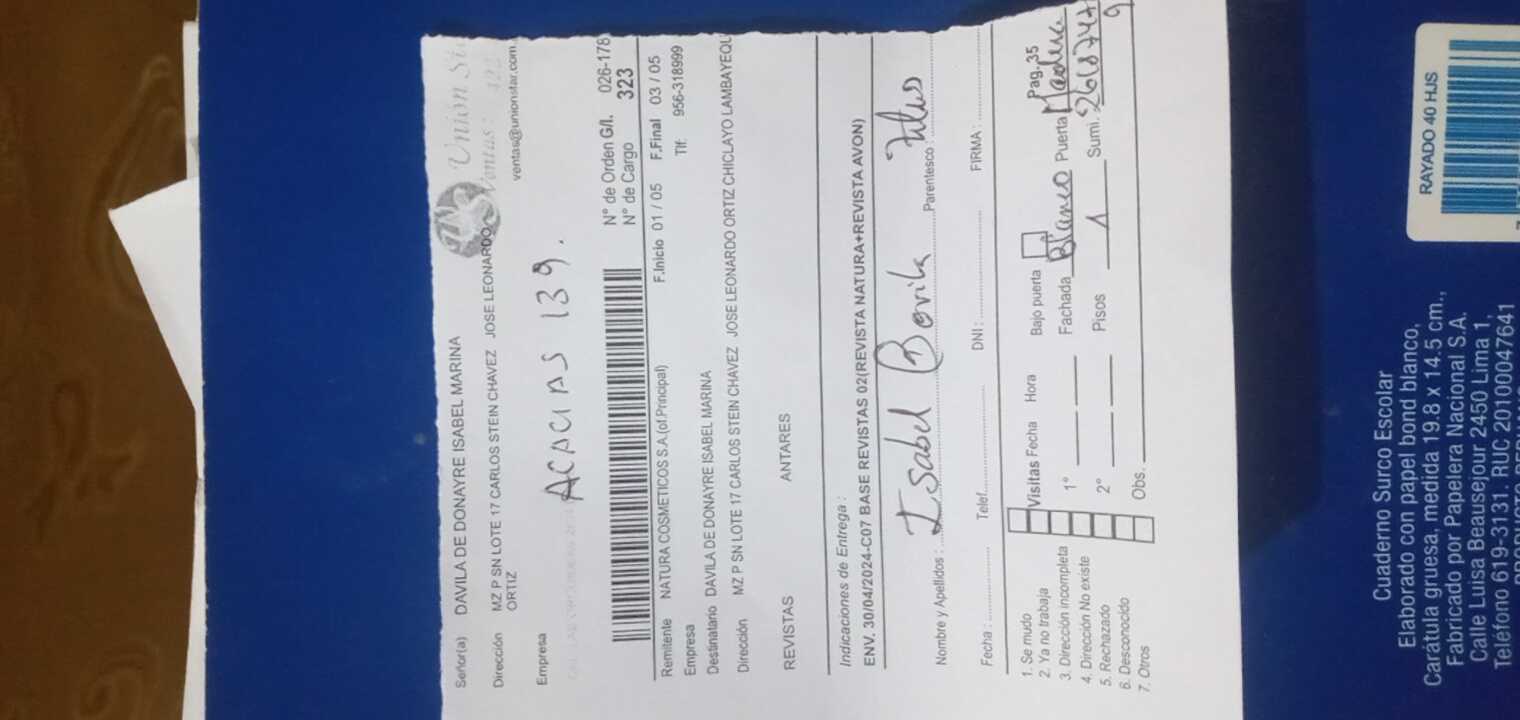 Unión St
Ventas:
ventas@unionstar.com.
Señor(a) DAVILA DE DONAYRE ISABEL MARINA
Dirección MZ P SN LOTE 17 CARLOS STEIN CHAVEZ JOSE LEONARDO
ORTIZ
Empresa
ACACIAS 139.
N° de Orden G/I. 026-178
N° de Cargo 323
Remitente NATURA COSMETICOS S.A.(of.Principal) F.Inicio 01 / 05 F.Final 03 / 05
Empresa Tlf: 956-318999
Destinatario DAVILA DE DONAYRE ISABEL MARINA
Dirección MZ P SN LOTE 17 CARLOS STEIN CHAVEZ JOSE LEONARDO ORTIZ CHICLAYO LAMBAYEQU
REVISTAS ANTARES
Indicaciones de Entrega :
ENV. 30/04/2024-C07 BASE REVISTAS 02(REVISTA NATURA+REVISTA AVON)
Nombre y Apellidos : Isabel Parentesco :
Fecha : Telef. DNI : FIRMA :
Pag.35
1. Se mudo Visitas Fecha Hora Bajo puerta
2. Ya no trabaja 1° Fachada Blanco Puerta Madera
3. Dirección incompleta 2° Pisos 1 Sumi.
4. Dirección No existe Obs.
5. Rechazado
6. Desconocido
7. Otros
RAYADO 40 HJS
Cuaderno Surco Escolar
Elaborado con papel bond blanco,
Carátula gruesa, medida 19.8 x 14.5 cm.,
Fabricado por Papelera Nacional S.A.
Calle Luisa Beausejour 2450 Lima 1,
Teléfono 619-3131. RUC 20100047641